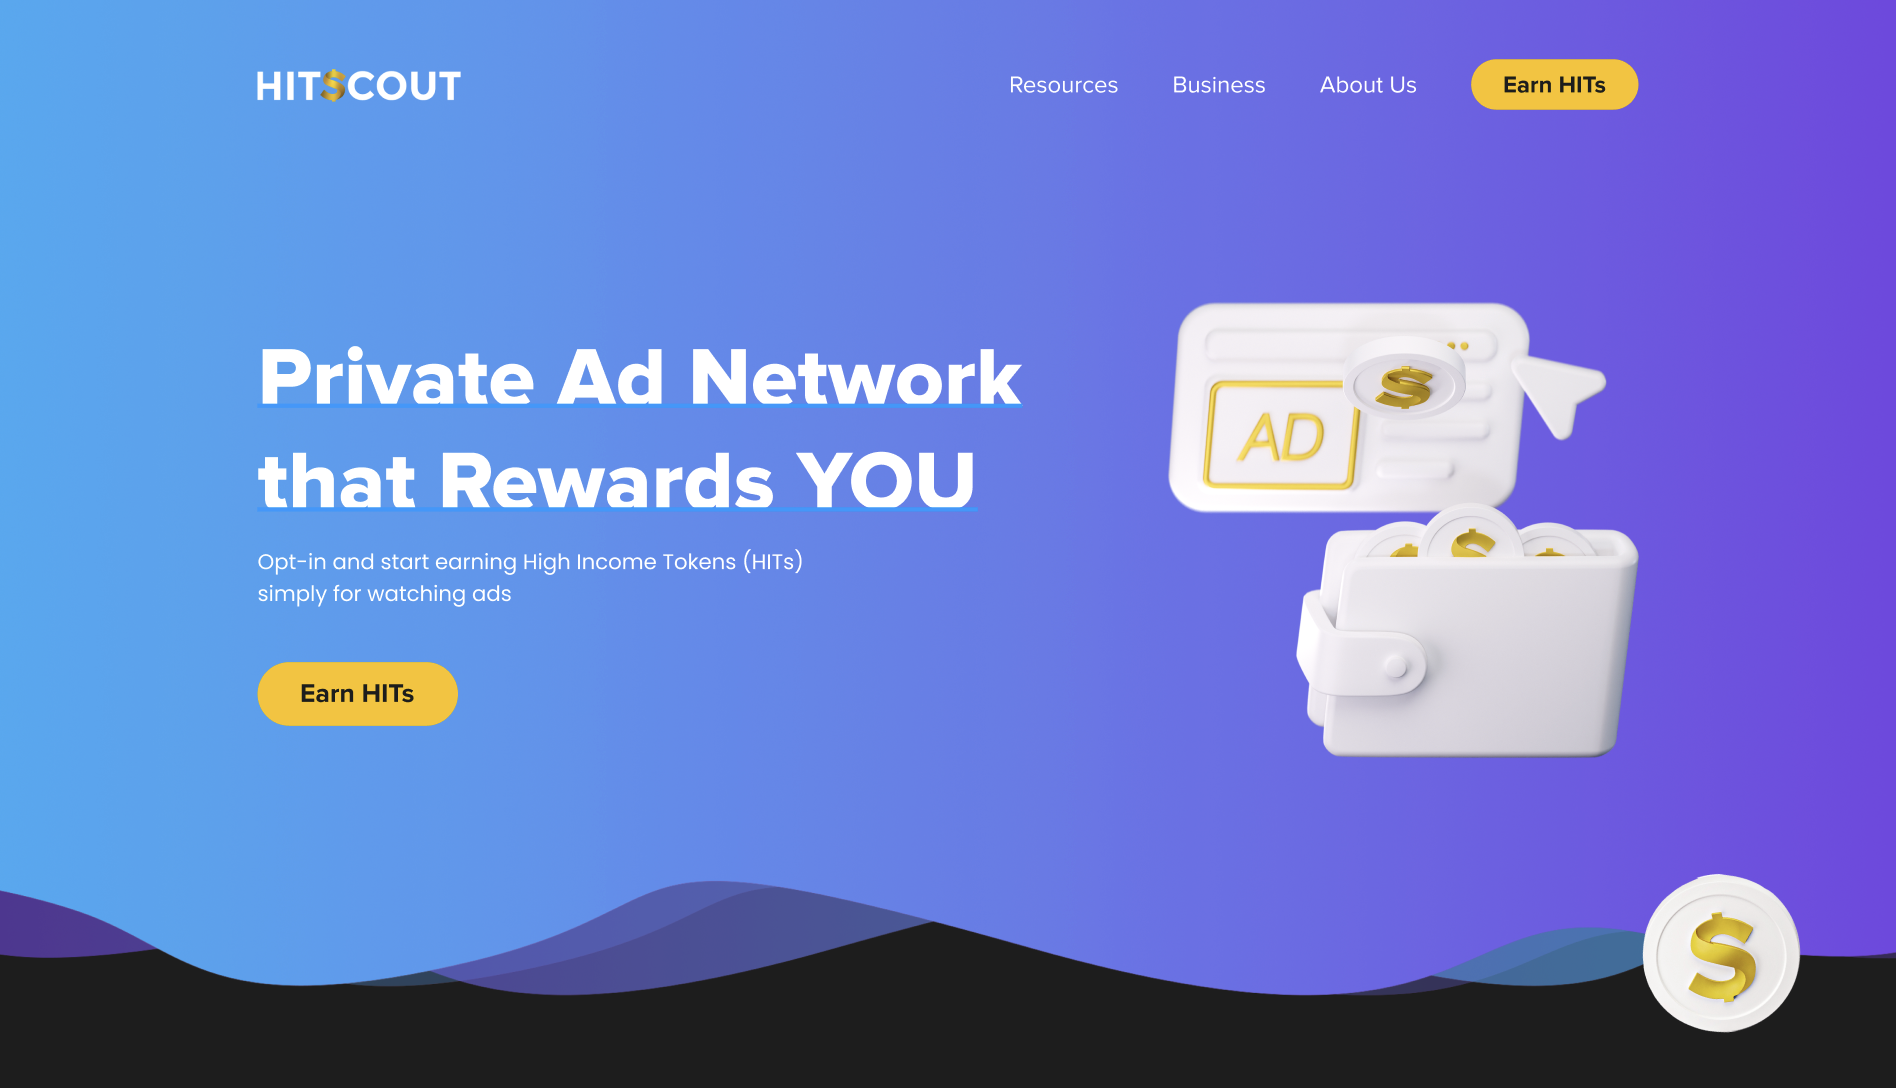 HIT$COUT
Resources Business About Us Earn HITs
Private Ad Network
that Rewards YOU
Opt-in and start earning High Income Tokens (HITs)
simply for watching ads
Earn HITs
AD
$
$
$
$
$